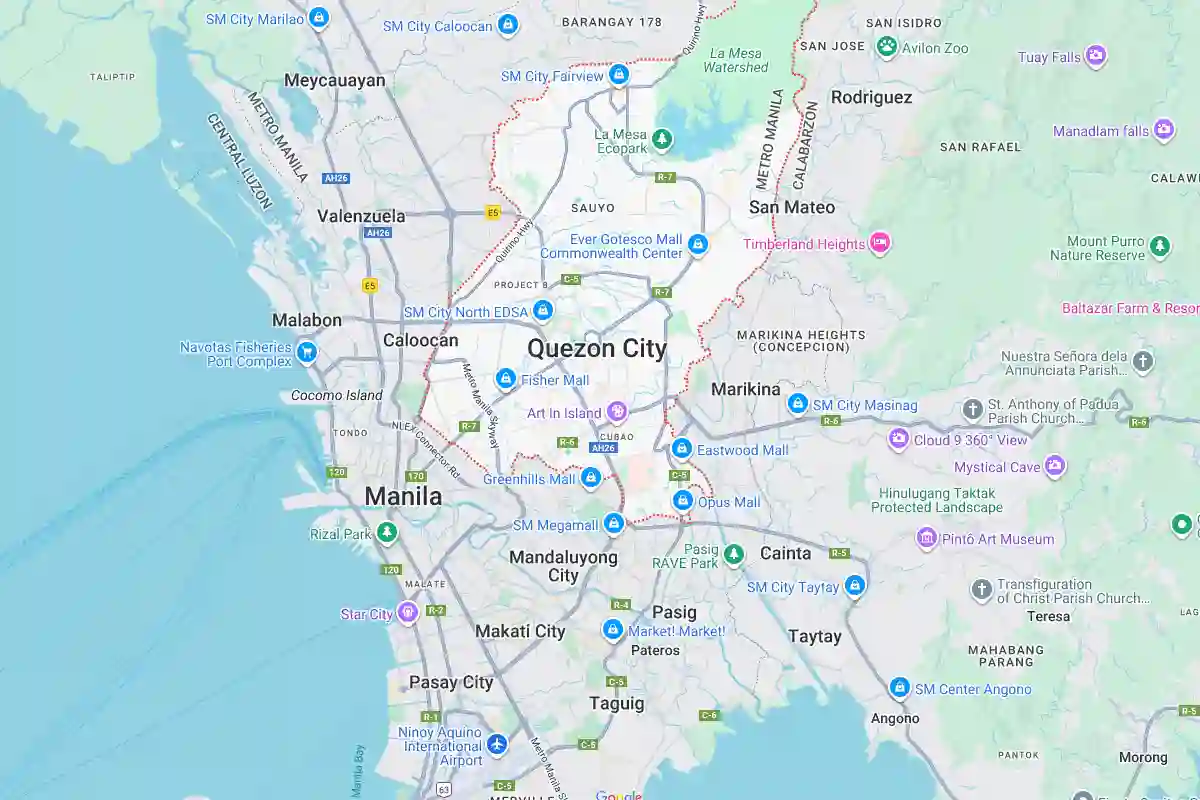 SM City Marilao
SM City Caloocan
BARANGAY 178
Quirino Hwy
La Mesa
Watershed
SAN ISIDRO
SAN JOSE
Avilon Zoo
Tuay Falls
TALIPTIP
Meycauayan
SM City Fairview
METRO MANILA
CENTRAL LUZON
METRO MANILA
CALABARZON
Rodriguez
Manadlam falls
La Mesa
Ecopark
SAN RAFAEL
AH26
R-7
Valenzuela
AH26
E5
SAUYO
San Mateo
Quirino Hwy
Ever Gotesco Mall
Commonwealth Center
Timberland Heights
Mount Purro
Nature Reserve
E5
PROJECT 8
C-5
R-7
Malabon
SM City North EDSA
Baltazar Farm & Resor
Navotas Fisheries
Port Complex
Caloocan
Quezon City
MARIKINA HEIGHTS
(CONCEPCION)
Nuestra Señora dela
Annunciata Parish...
Fisher Mall
Metro Manila Skyway
Marikina
Cocomo Island
Art In Island
SM City Masinag
St. Anthony of Padua
Parish Church...
R-6
R-6
TONDO
NLEX Connector Rd
R-7
R-6
CUBAO
AH26
Eastwood Mall
Cloud 9 360° View
Mystical Cave
120
170
Greenhills Mall
C-5
Manila
Opus Mall
Hinulugang Taktak
Protected Landscape
SM Megamall
Rizal Park
Mandaluyong
City
Pasig
RAVE Park
Cainta
R-5
Pintô Art Museum
120
MALATE
SM City Taytay
Transfiguration
of Christ Parish Church...
Teresa
Star City
R-2
R-4
Pasig
Makati City
Market! Market!
Pateros
Taytay
MAHABANG
PARANG
Pasay City
C-5
SM Center Angono
Taguig
R-1
C-6
Angono
R-5
Ninoy Aquino
International
Airport
C-5
PANTOK
Morong
Manila Bay
C-5
63
Google